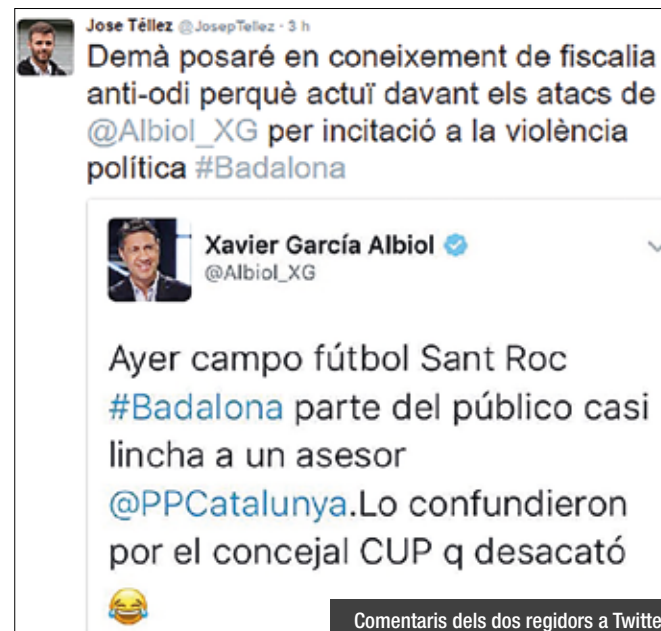 Jose Téllez @JosepTellez · 3 h
Demà posaré en coneixement de fiscalia
anti-odi perquè actuï davant els atacs de
@Albiol_XG per incitació a la violència
política #Badalona
Xavier García Albiol
@Albiol_XG
Ayer campo fútbol Sant Roc
#Badalona parte del público casi
lincha a un asesor
@PPCatalunya.Lo confundieron
por el concejal CUP q desacató
😂
Comentaris dels dos regidors a Twitte